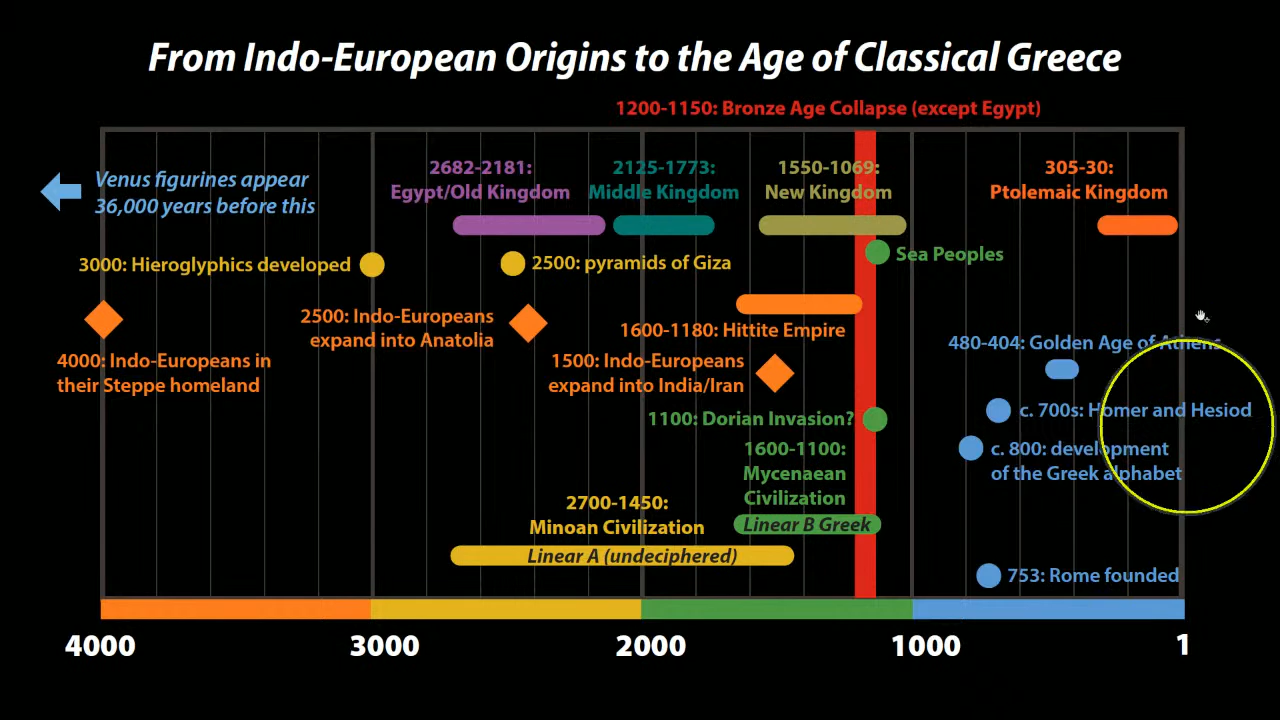 From Indo-European Origins to the Age of Classical Greece
1200-1150: Bronze Age Collapse (except Egypt)
Venus figurines appear
36,000 years before this
2682-2181:
Egypt/Old Kingdom
2125-1773:
Middle Kingdom
1550-1069:
New Kingdom
305-30:
Ptolemaic Kingdom
3000: Hieroglyphics developed
2500: pyramids of Giza
Sea Peoples
2500: Indo-Europeans
expand into Anatolia
1600-1180: Hittite Empire
480-404: Golden Age of Athens
4000: Indo-Europeans in
their Steppe homeland
1500: Indo-Europeans
expand into India/Iran
c. 700s: Homer and Hesiod
1100: Dorian Invasion?
c. 800: development
of the Greek alphabet
1600-1100:
Mycenaean
Civilization
Linear B Greek
2700-1450:
Minoan Civilization
Linear A (undeciphered)
753: Rome founded
4000 3000 2000 1000 1